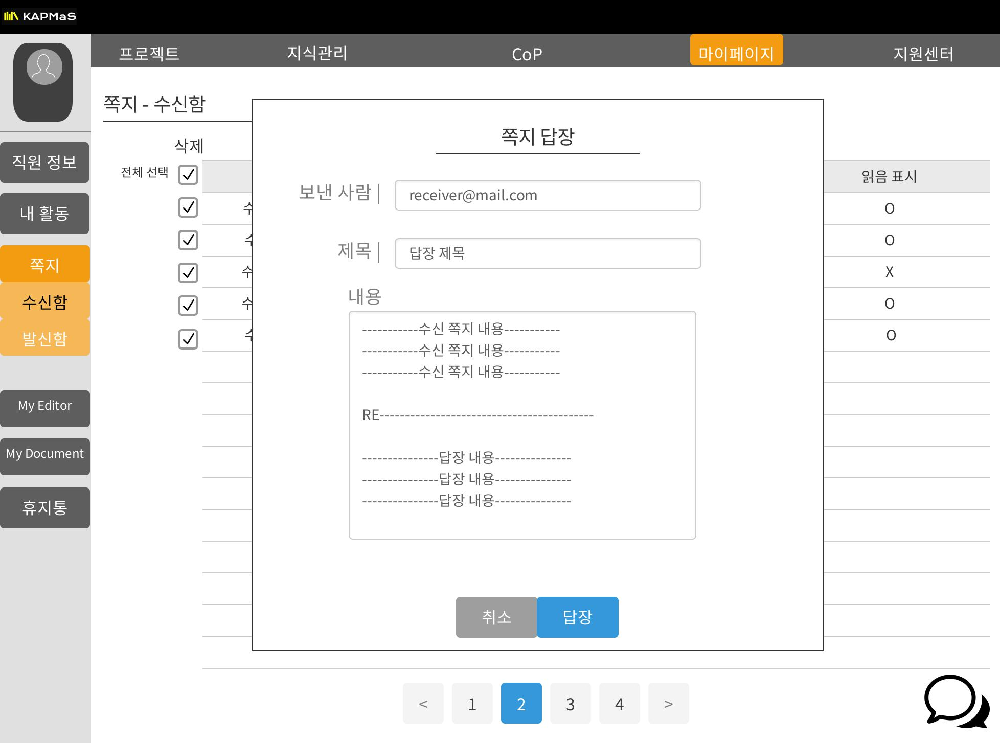 KAPMaS
프로젝트
지식관리
CoP
마이페이지
지원센터
직원 정보
내 활동
쪽지
수신함
발신함
My Editor
My Document
휴지통
쪽지 - 수신함
삭제
전체 선택
읽음 표시
O
O
X
O
O
쪽지 답장
보낸 사람 |
receiver@mail.com
제목 |
답장 제목
내용
-----------수신 쪽지 내용-----------
-----------수신 쪽지 내용-----------
-----------수신 쪽지 내용-----------
RE------------------------------------------
---------------답장 내용---------------
---------------답장 내용---------------
---------------답장 내용---------------
취소
답장
< 1 2 3 4 >